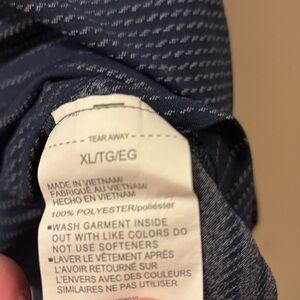 TEAR AWAY
XL/TG/EG
MADE IN VIETNAM
FABRIQUÉ AU VIETNAM
HECHO EN VIETNAM
100% POLYESTER/poliéster
■WASH GARMENT INSIDE
OUT WITH LIKE COLORS DO
NOT USE SOFTENERS
■LAVER LE VÊTEMENT APRÈS
L'AVOIR RETOURNÉ SUR
L'ENVERS AVEC DES COULEURS
SIMILAIRES NE PAS UTILISER